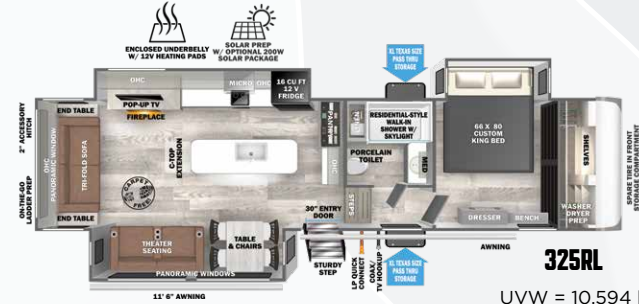 ENCLOSED UNDERBELLY
W/ 12V HEATING PADS
SOLAR PREP
W/ OPTIONAL 200W
SOLAR PACKAGE
XL TEXAS SIZE
PASS THRU
STORAGE
OHC
MICRO
OHC
16 CU FT
12 V
FRIDGE
POP-UP TV
FIREPLACE
2" ACCESSORY
HITCH
ON-THE-GO
LADDER PREP
END TABLE
OHC
PANORAMIC WINDOW
TRI-FOLD SOFA
END TABLE
C-TOP
EXTENSION
CARPET
FREE!
PANTRY
OHC
LINEN
RESIDENTIAL-STYLE
WALK-IN
SHOWER W/
SKYLIGHT
PORCELAIN
TOILET
MED
STEPS
66 X 80
CUSTOM
KING BED
SHELVES
WASHER/
DRYER
PREP
SPARE TIRE IN FRONT
STORAGE COMPARTMENT
DRESSER
BENCH
30" ENTRY
DOOR
THEATER
SEATING
TABLE
& CHAIRS
PANORAMIC WINDOWS
STURDY
STEP
LP QUICK
CONNECT
COAX/
TV HOOKUP
XL TEXAS SIZE
PASS THRU
STORAGE
AWNING
11' 6" AWNING
325RL
UVW = 10,594